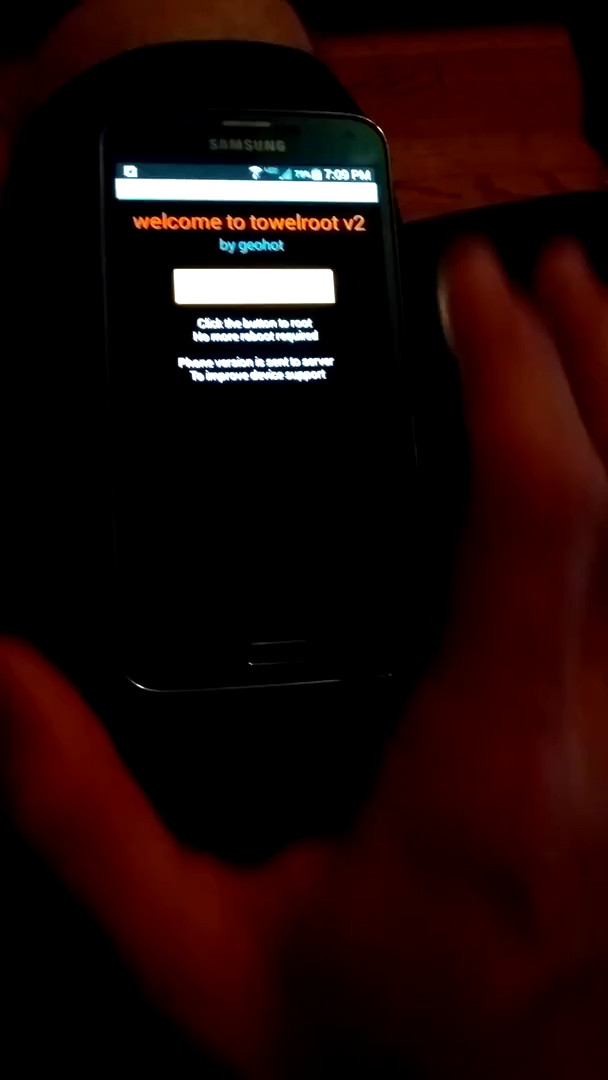 SAMSUNG
7:09 PM
welcome to towelroot v2
by geohot
Click the button to root
No more reboot required
Phone version is sent to server
To improve device support